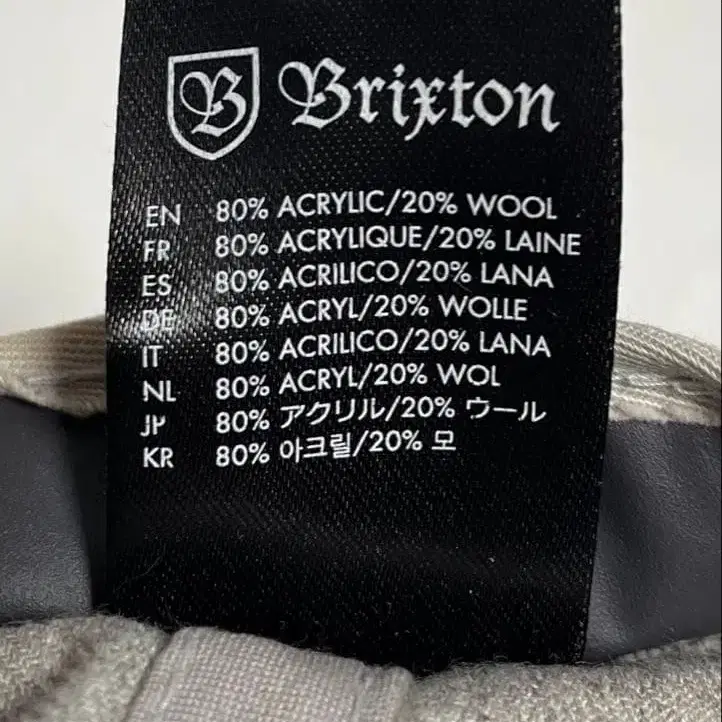 B Brixton
EN 80% ACRYLIC/20% WOOL
FR 80% ACRYLIQUE/20% LAINE
ES 80% ACRILICO/20% LANA
DE 80% ACRYL/20% WOLLE
IT 80% ACRILICO/20% LANA
NL 80% ACRYL/20% WOL
JP 80% アクリル/20% ウール
KR 80% 아크릴/20% 모